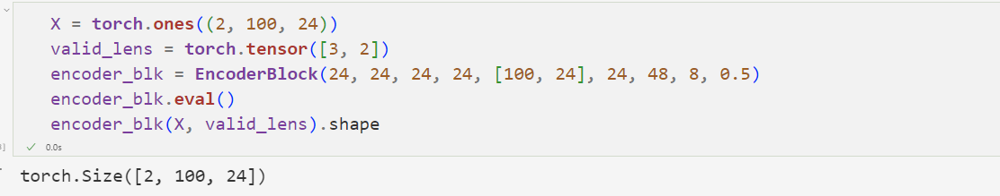 X = torch.ones((2, 100, 24))
valid_lens = torch.tensor([3, 2])
encoder_blk = EncoderBlock(24, 24, 24, 24, [100, 24], 24, 48, 8, 0.5)
encoder_blk.eval()
encoder_blk(X, valid_lens).shape
✓ 0.0s
torch.Size([2, 100, 24])